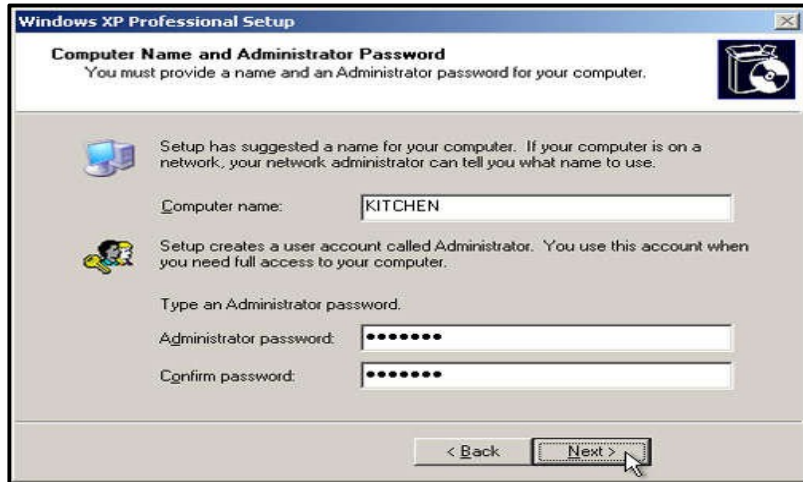 Windows XP Professional Setup
Computer Name and Administrator Password
You must provide a name and an Administrator password for your computer.
Setup has suggested a name for your computer. If your computer is on a
network, your network administrator can tell you what name to use.
Computer name: KITCHEN
Setup creates a user account called Administrator. You use this account when
you need full access to your computer.
Type an Administrator password.
Administrator password: •••••••
Confirm password: •••••••
< Back Next >